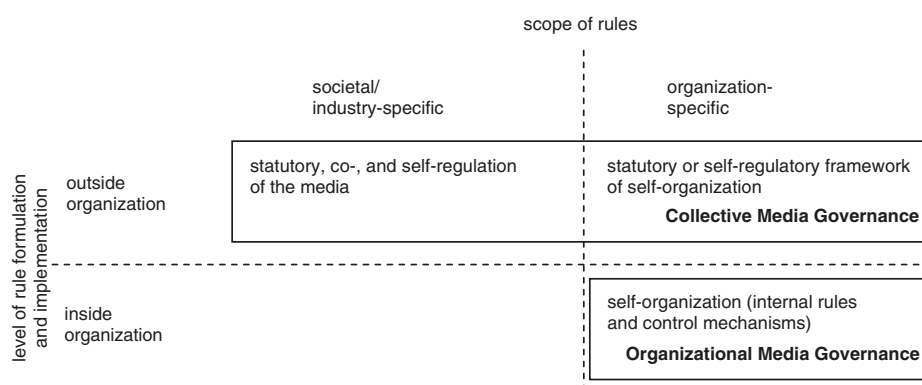 scope of rules
societal/
industry-specific
organization-
specific
level of rule formulation
and implementation
outside
organization
statutory, co-, and self-regulation
of the media
statutory or self-regulatory framework
of self-organization
Collective Media Governance
inside
organization
self-organization (internal rules
and control mechanisms)
Organizational Media Governance